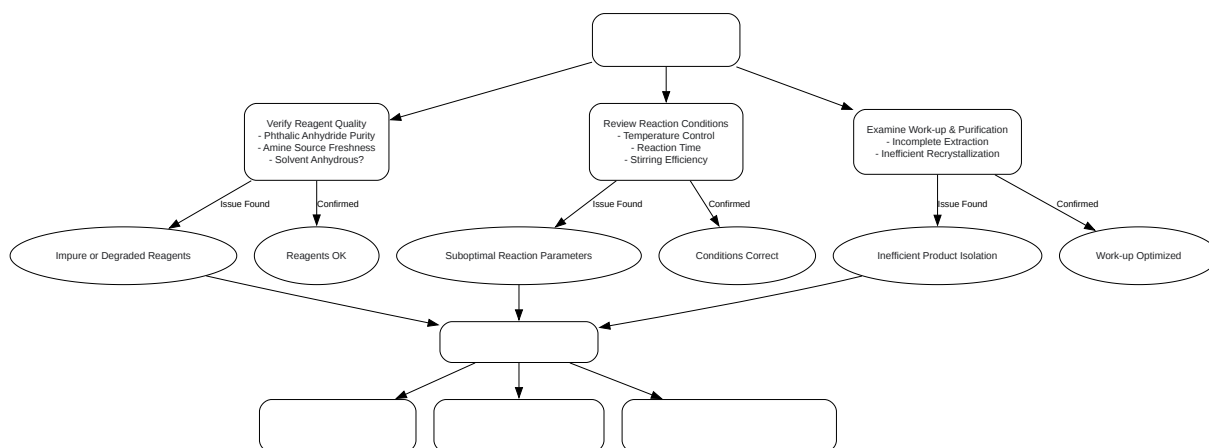 Verify Reagent Quality
- Phthalic Anhydride Purity
- Amine Source Freshness
- Solvent Anhydrous?
Review Reaction Conditions
- Temperature Control
- Reaction Time
- Stirring Efficiency
Examine Work-up & Purification
- Incomplete Extraction
- Inefficient Recrystallization
Issue Found
Confirmed
Issue Found
Confirmed
Issue Found
Confirmed
Impure or Degraded Reagents
Reagents OK
Suboptimal Reaction Parameters
Conditions Correct
Inefficient Product Isolation
Work-up Optimized